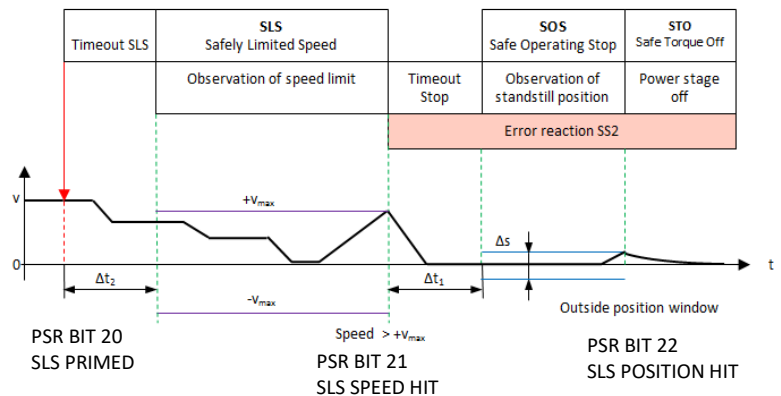 Timeout SLS
SLS
Safely Limited Speed
SOS
Safe Operating Stop
STO
Safe Torque Off
Observation of speed limit
Timeout
Stop
Observation of
standstill position
Power stage
off
Error reaction SS2
v
+vmax
Δs
0
t
Δt2
Δt1
-vmax
Outside position window
Speed > +vmax
PSR BIT 20
SLS PRIMED
PSR BIT 21
SLS SPEED HIT
PSR BIT 22
SLS POSITION HIT